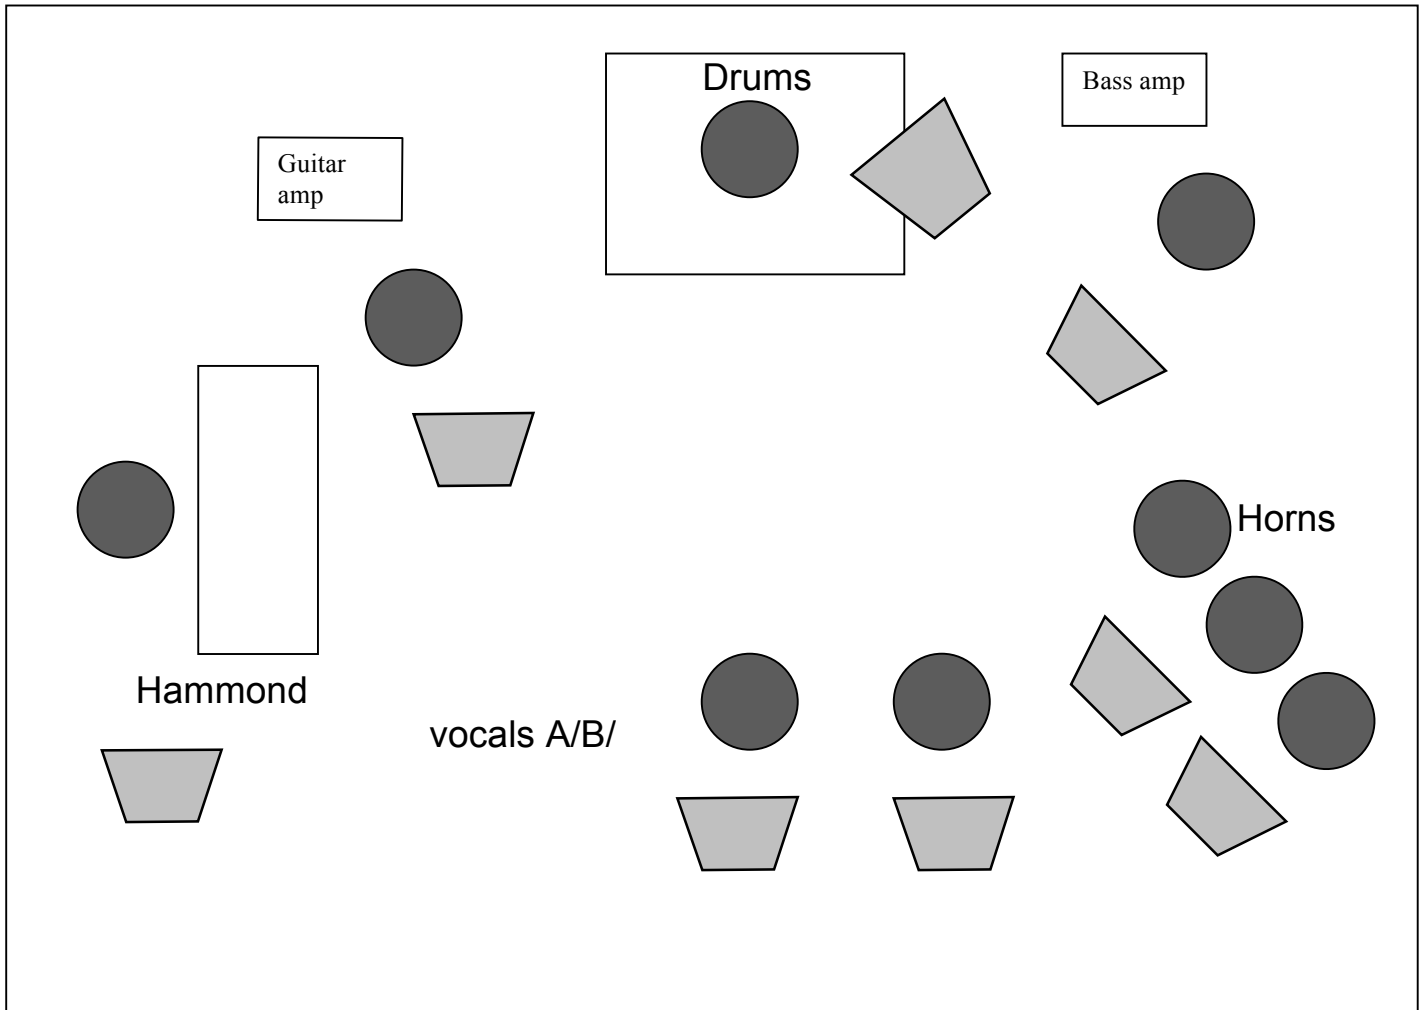 Drums
Bass amp
Guitar
amp
Horns
Hammond
vocals A/B/